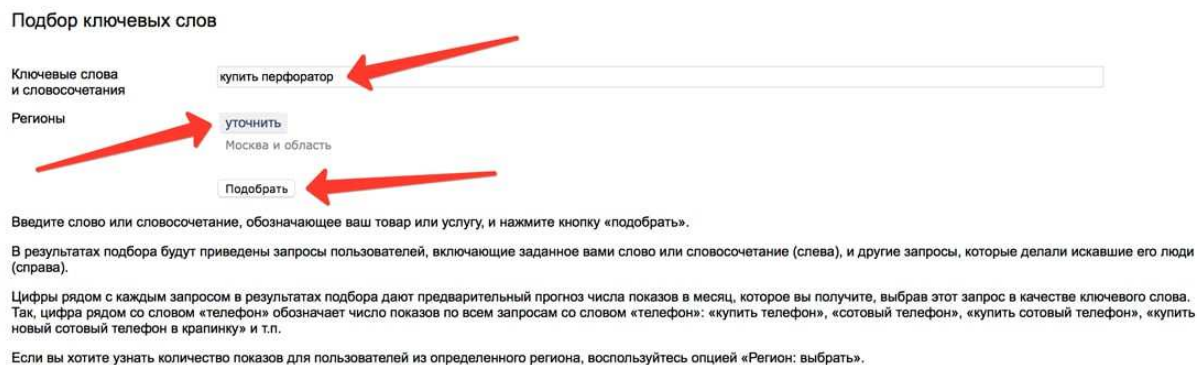 Подбор ключевых слов
Ключевые слова
и словосочетания
купить перфоратор
Регионы
уточнить
Москва и область
Подобрать
Введите слово или словосочетание, обозначающее ваш товар или услугу, и нажмите кнопку «подобрать».
В результатах подбора будут приведены запросы пользователей, включающие заданное вами слово или словосочетание (слева), и другие запросы, которые делали искавшие его люди
(справа).
Цифры рядом с каждым запросом в результатах подбора дают предварительный прогноз числа показов в месяц, которое вы получите, выбрав этот запрос в качестве ключевого слова.
Так, цифра рядом со словом «телефон» обозначает число показов по всем запросам со словом «телефон»: «купить телефон», «сотовый телефон», «купить сотовый телефон», «купить
новый сотовый телефон в крапинку» и т.п.
Если вы хотите узнать количество показов для пользователей из определенного региона, воспользуйтесь опцией «Регион: выбрать».